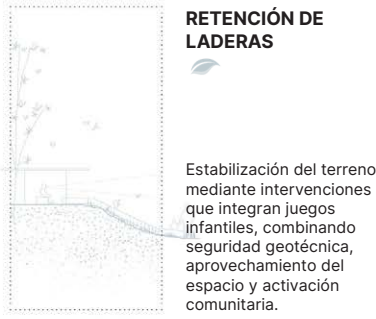 RETENCIÓN DE
LADERAS
Estabilización del terreno
mediante intervenciones
que integran juegos
infantiles, combinando
seguridad geotécnica,
aprovechamiento del
espacio y activación
comunitaria.